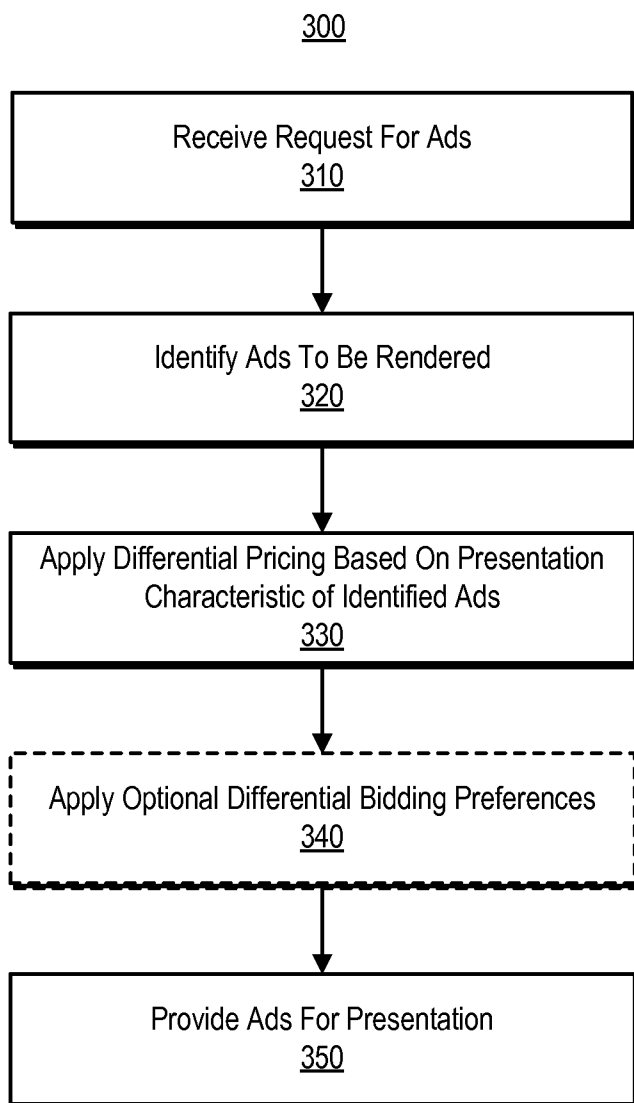 300
Receive Request For Ads
310
Identify Ads To Be Rendered
320
Apply Differential Pricing Based On Presentation
Characteristic of Identified Ads
330
Apply Optional Differential Bidding Preferences
340
Provide Ads For Presentation
350